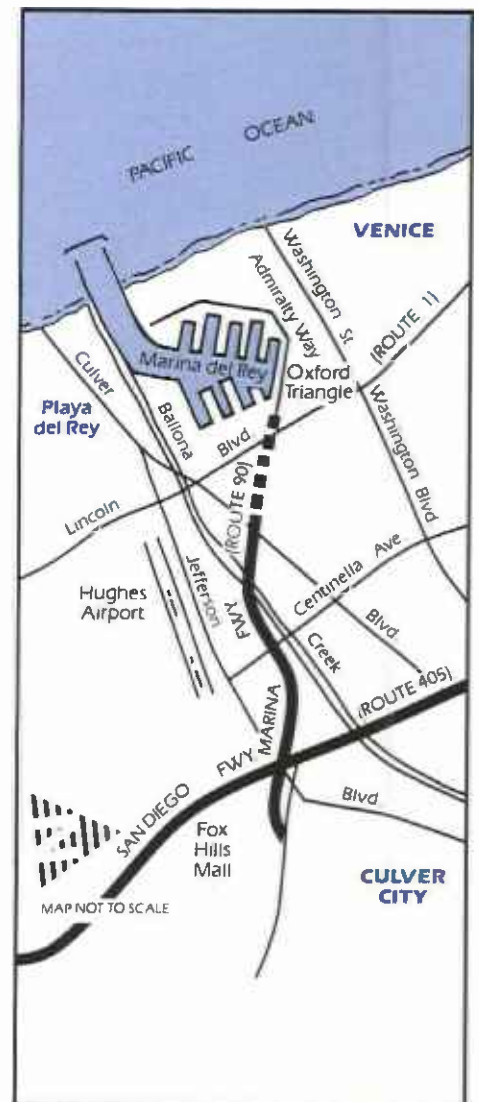 PACIFIC OCEAN
VENICE
Washington St
Admiralty Way
(ROUTE 1)
Marina del Rey
Oxford
Triangle
Culver
Playa
del Rey
Ballona
Blvd
Washington Blvd
Lincoln
(ROUTE 90)
Centinella Ave
Hughes
Airport
Jefferson
FWY
Blvd.
Creek
(ROUTE 405)
MARINA
FWY
SAN DIEGO
Blvd
Fox
Hills
Mall
CULVER
CITY
MAP NOT TO SCALE